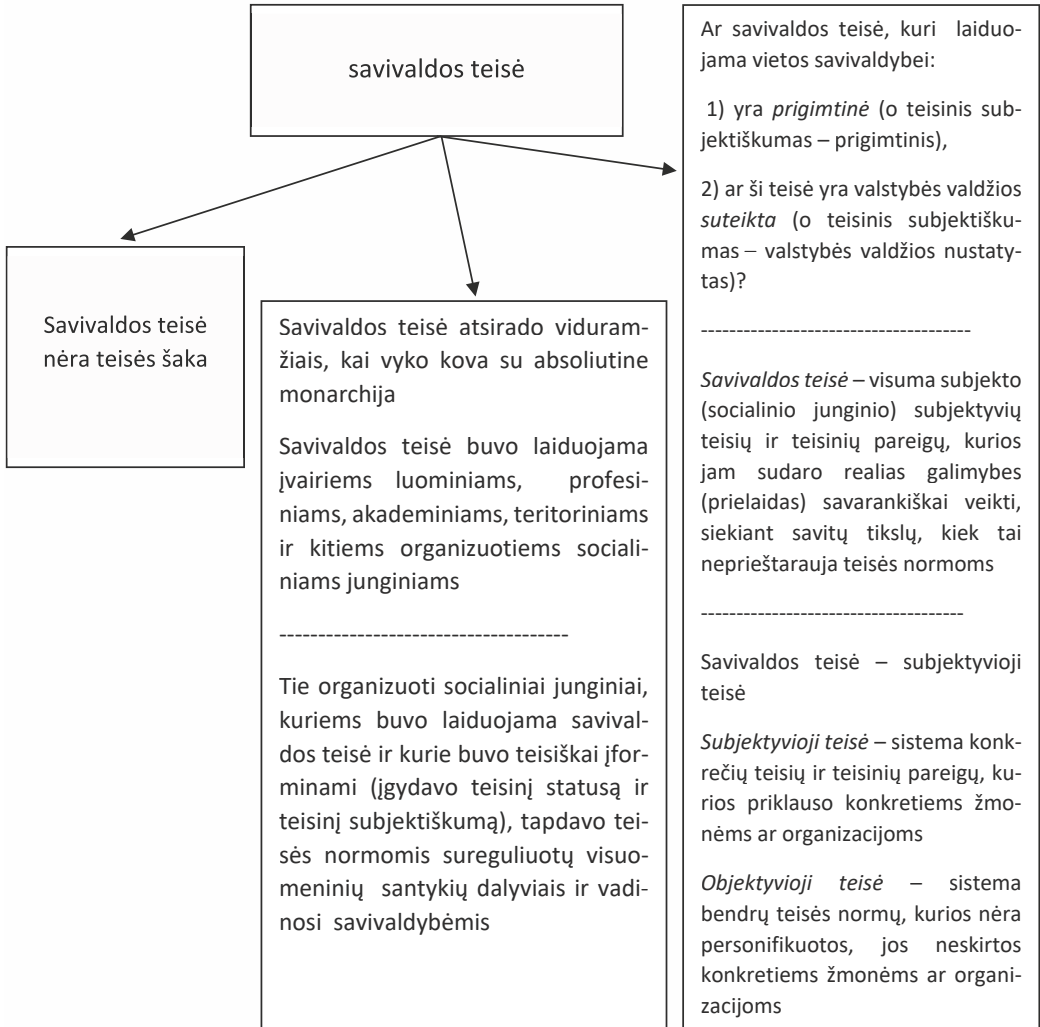 savivaldos teisė
Savivaldos teisė
nėra teisės šaka
Savivaldos teisė atsirado viduram-
žiais, kai vyko kova su absoliutine
monarchija
Savivaldos teisė buvo laiduojama
įvairiems luominiams, profesi-
niams, akademiniams, teritoriniams
ir kitiems organizuotiems sociali-
niams junginiams
-------------------------------------
Tie organizuoti socialiniai junginiai,
kuriems buvo laiduojama savival-
dos teisė ir kurie buvo teisiškai įfor-
minami (įgydavo teisinį statusą ir
teisinį subjektiškumą), tapdavo tei-
sės normomis sureguliuotų visuo-
meninių santykių dalyviais ir vadi-
nosi savivaldybėmis
Ar savivaldos teisė, kuri laiduo-
jama vietos savivaldybei:
1) yra prigimtinė (o teisinis sub-
jektiškumas – prigimtinis),
2) ar ši teisė yra valstybės valdžios
suteikta (o teisinis subjektišku-
mas – valstybės valdžios nustaty-
tas)?
--------------------------------------
Savivaldos teisė – visuma subjekto
(socialinio junginio) subjektyvių
teisių ir teisinių pareigų, kurios
jam sudaro realias galimybes
(prielaidas) savarankiškai veikti,
siekiant savitų tikslų, kiek tai
neprieštarauja teisės normoms
-------------------------------------
Savivaldos teisė – subjektyvioji
teisė
Subjektyvioji teisė – sistema konk-
rečių teisių ir teisinių pareigų, ku-
rios priklauso konkretiems žmo-
nėms ar organizacijoms
Objektyvioji teisė – sistema
bendrų teisės normų, kurios nėra
personifikuotos, jos neskirtos
konkretiems žmonėms ar organi-
zacijoms